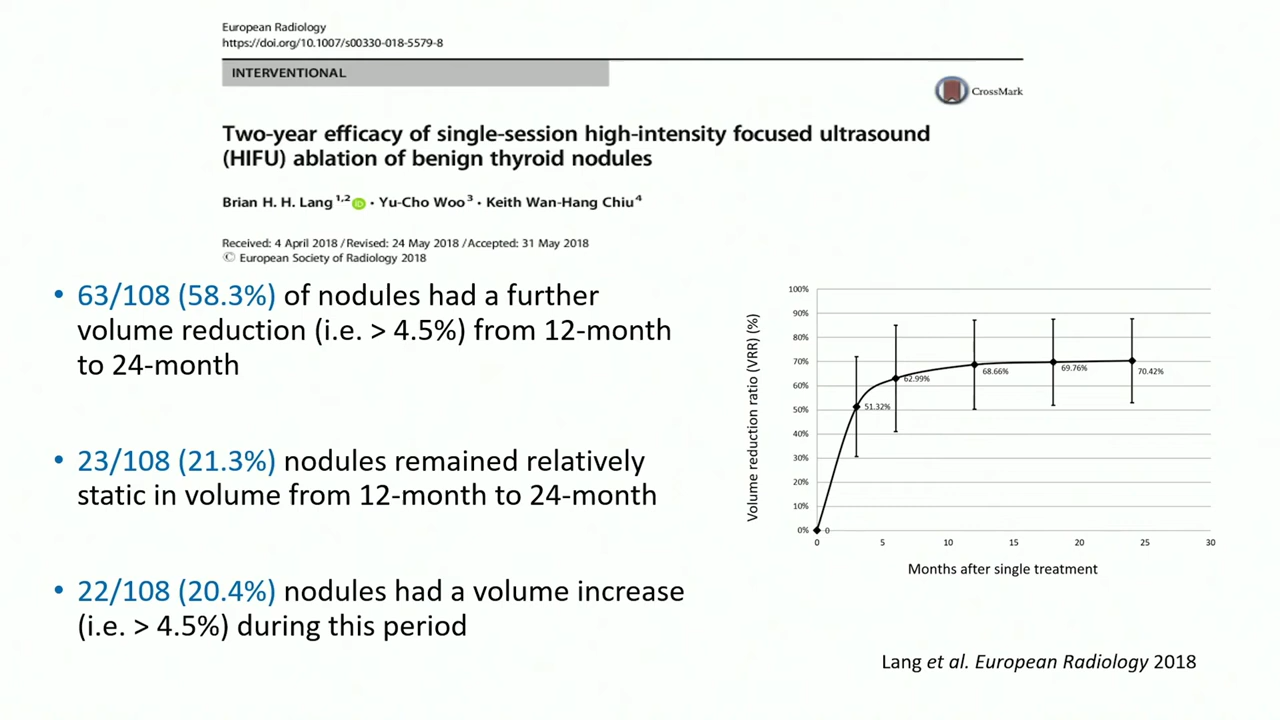 European Radiology
https://doi.org/10.1007/s00330-018-5579-8
INTERVENTIONAL
CrossMark
Two-year efficacy of single-session high-intensity focused ultrasound
(HIFU) ablation of benign thyroid nodules
Brian H. H. Lang 1,2 iD · Yu-Cho Woo 3 · Keith Wan-Hang Chiu 4
Received: 4 April 2018 / Revised: 24 May 2018 / Accepted: 31 May 2018
© European Society of Radiology 2018
• 63/108 (58.3%) of nodules had a further
volume reduction (i.e. > 4.5%) from 12-month
to 24-month
• 23/108 (21.3%) nodules remained relatively
static in volume from 12-month to 24-month
• 22/108 (20.4%) nodules had a volume increase
(i.e. > 4.5%) during this period
Volume reduction ratio (VRR) (%)
100%
90%
80%
70%
60%
50%
40%
30%
20%
10%
0%
0
51.32%
62.99%
68.66%
69.76%
70.42%
0 5 10 15 20 25 30
Months after single treatment
Lang et al. European Radiology 2018